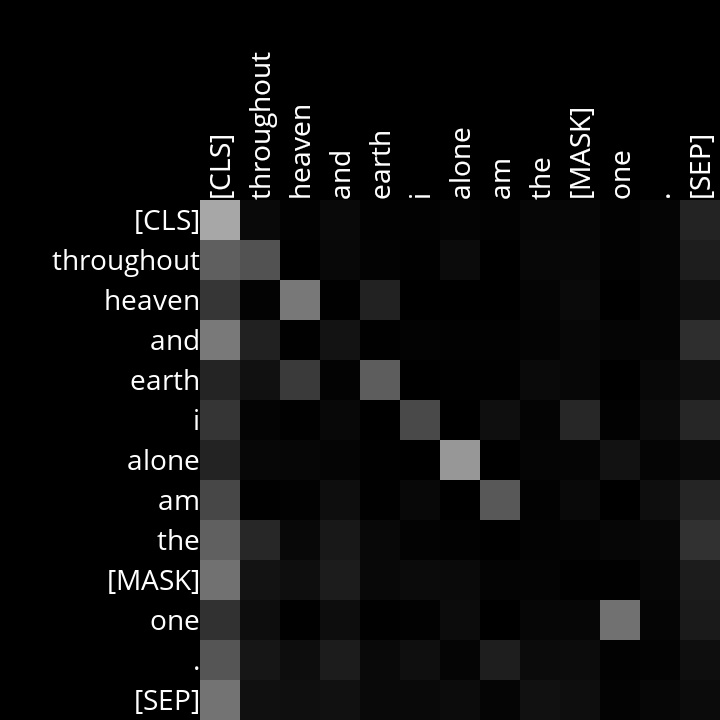 [CLS] throughout heaven and earth i alone am the [MASK] one . [SEP]
[CLS]
throughout
heaven
and
earth
i
alone
am
the
[MASK]
one
.
[SEP]